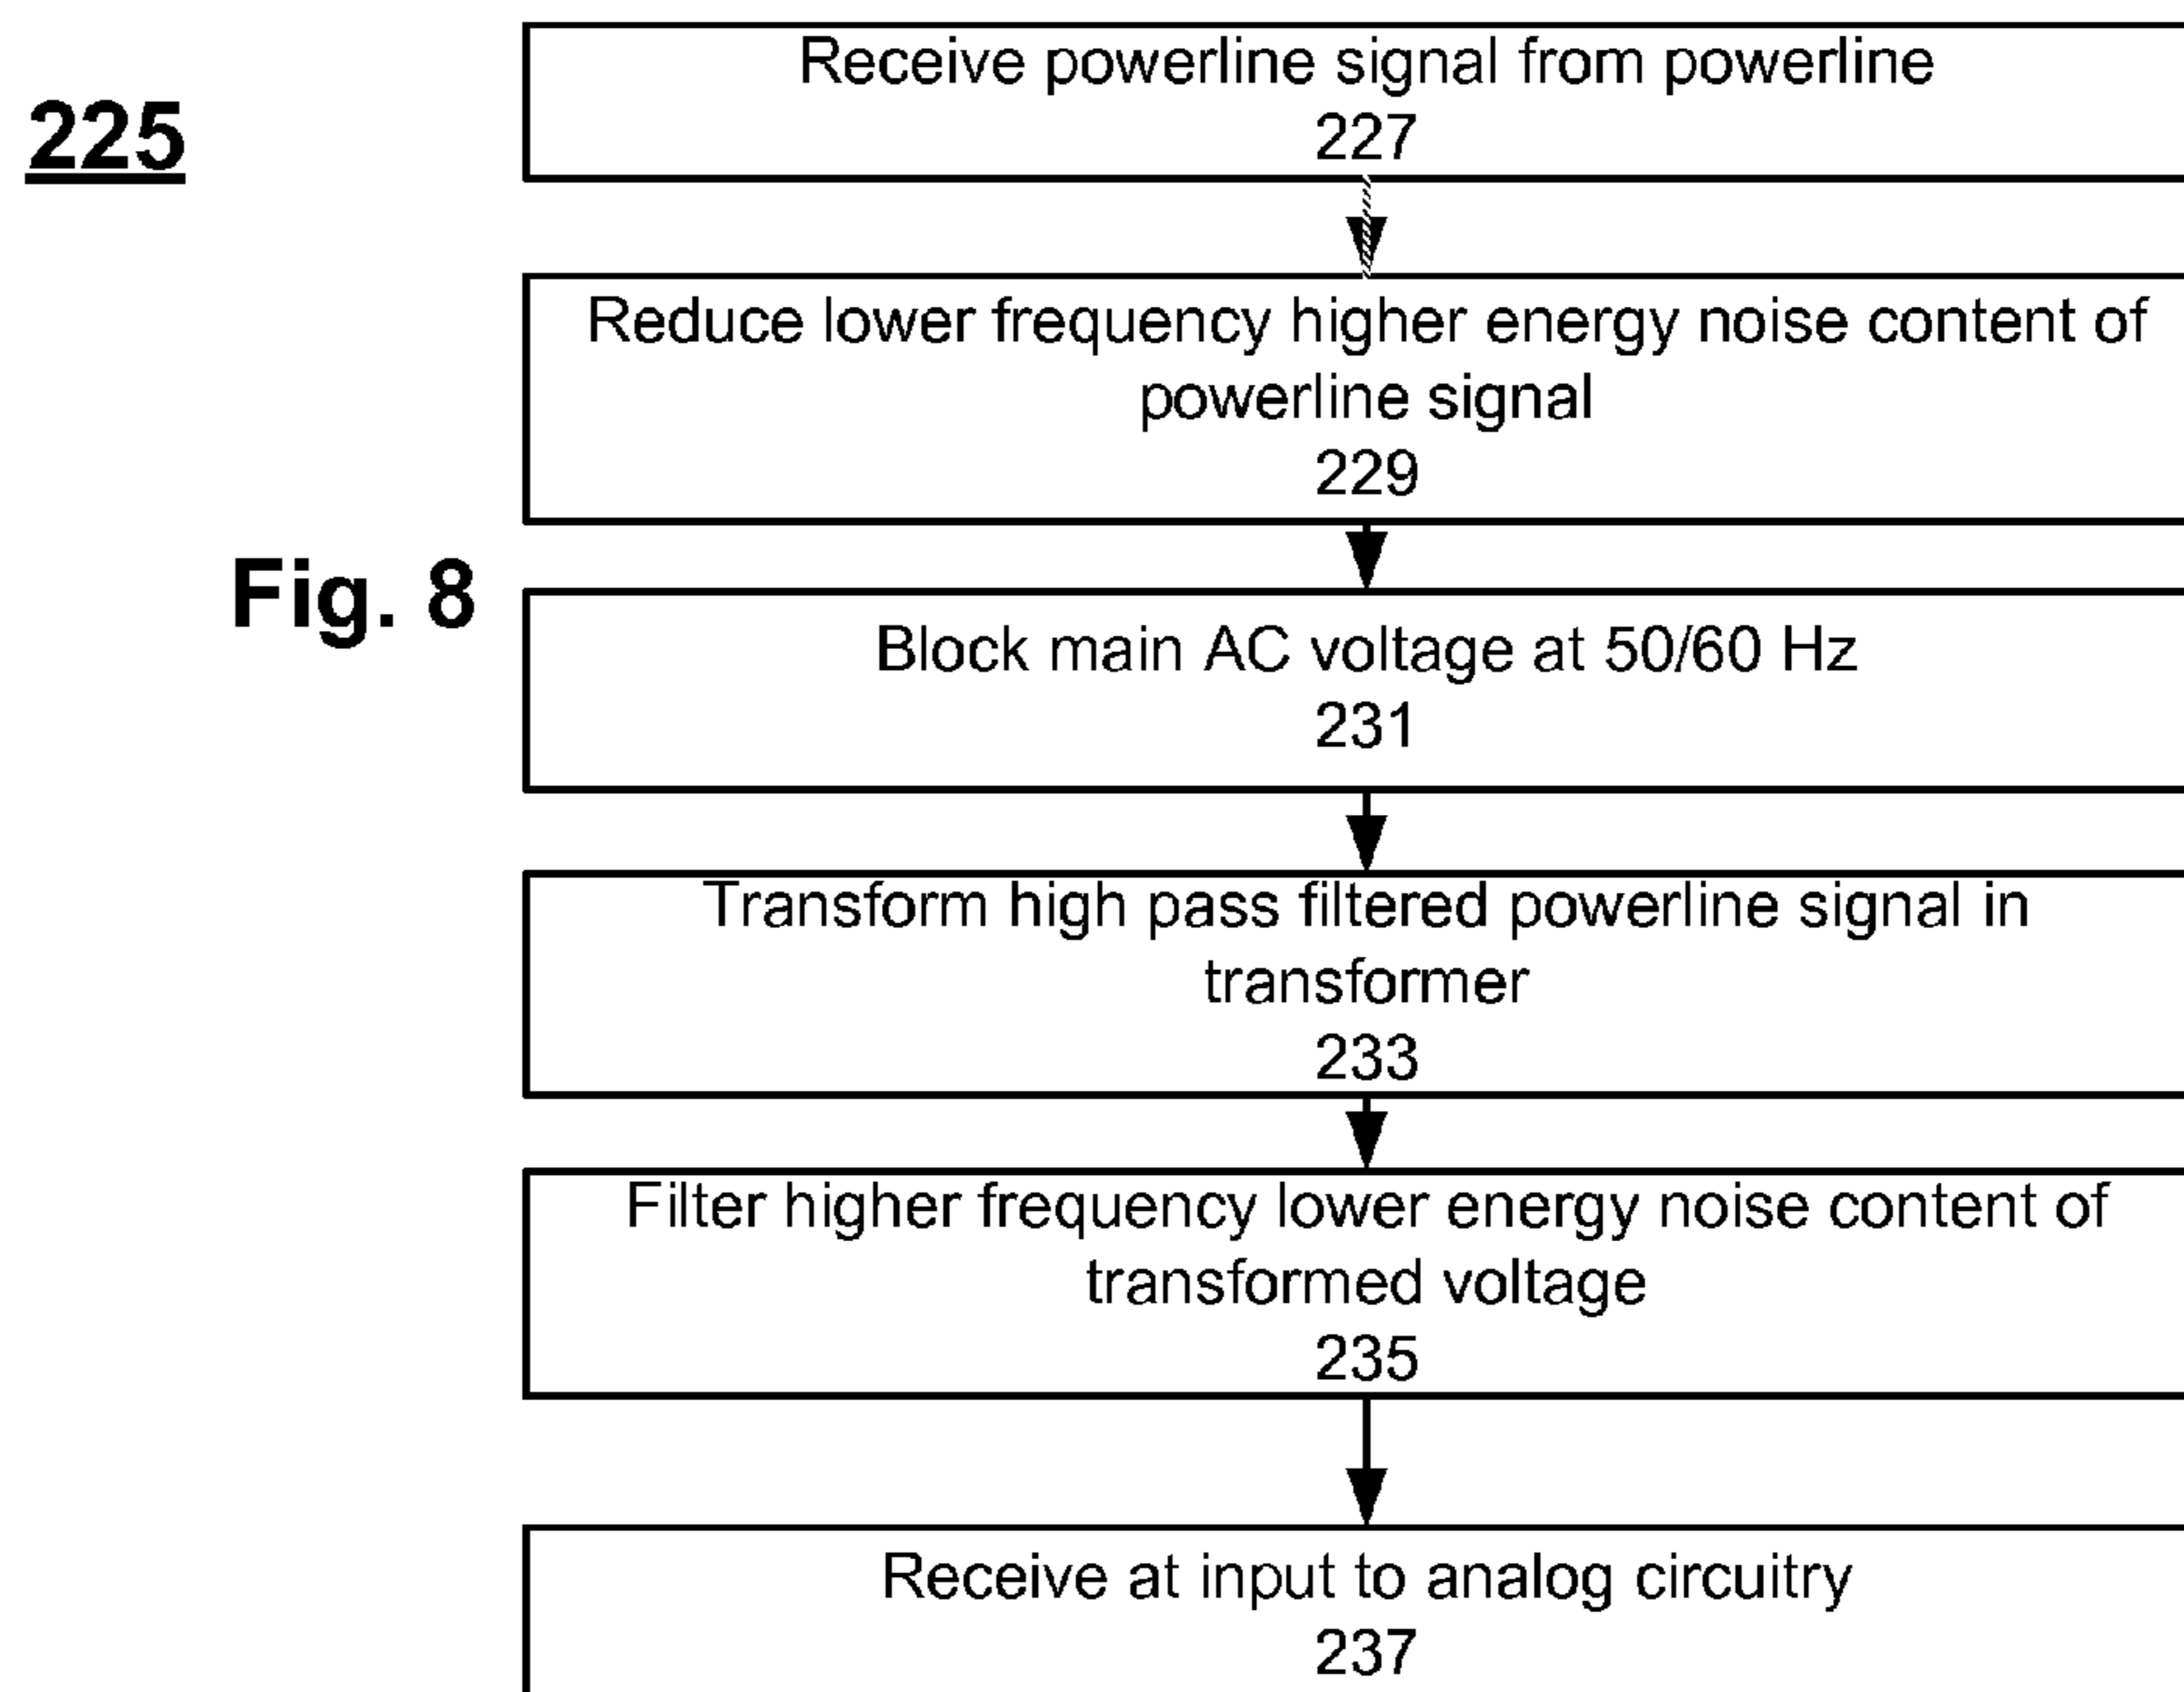 225
Receive powerline signal from powerline
227
Reduce lower frequency higher energy noise content of
powerline signal
229
Fig. 8
Block main AC voltage at 50/60 Hz
231
Transform high pass filtered powerline signal in
transformer
233
Filter higher frequency lower energy noise content of
transformed voltage
235
Receive at input to analog circuitry
237